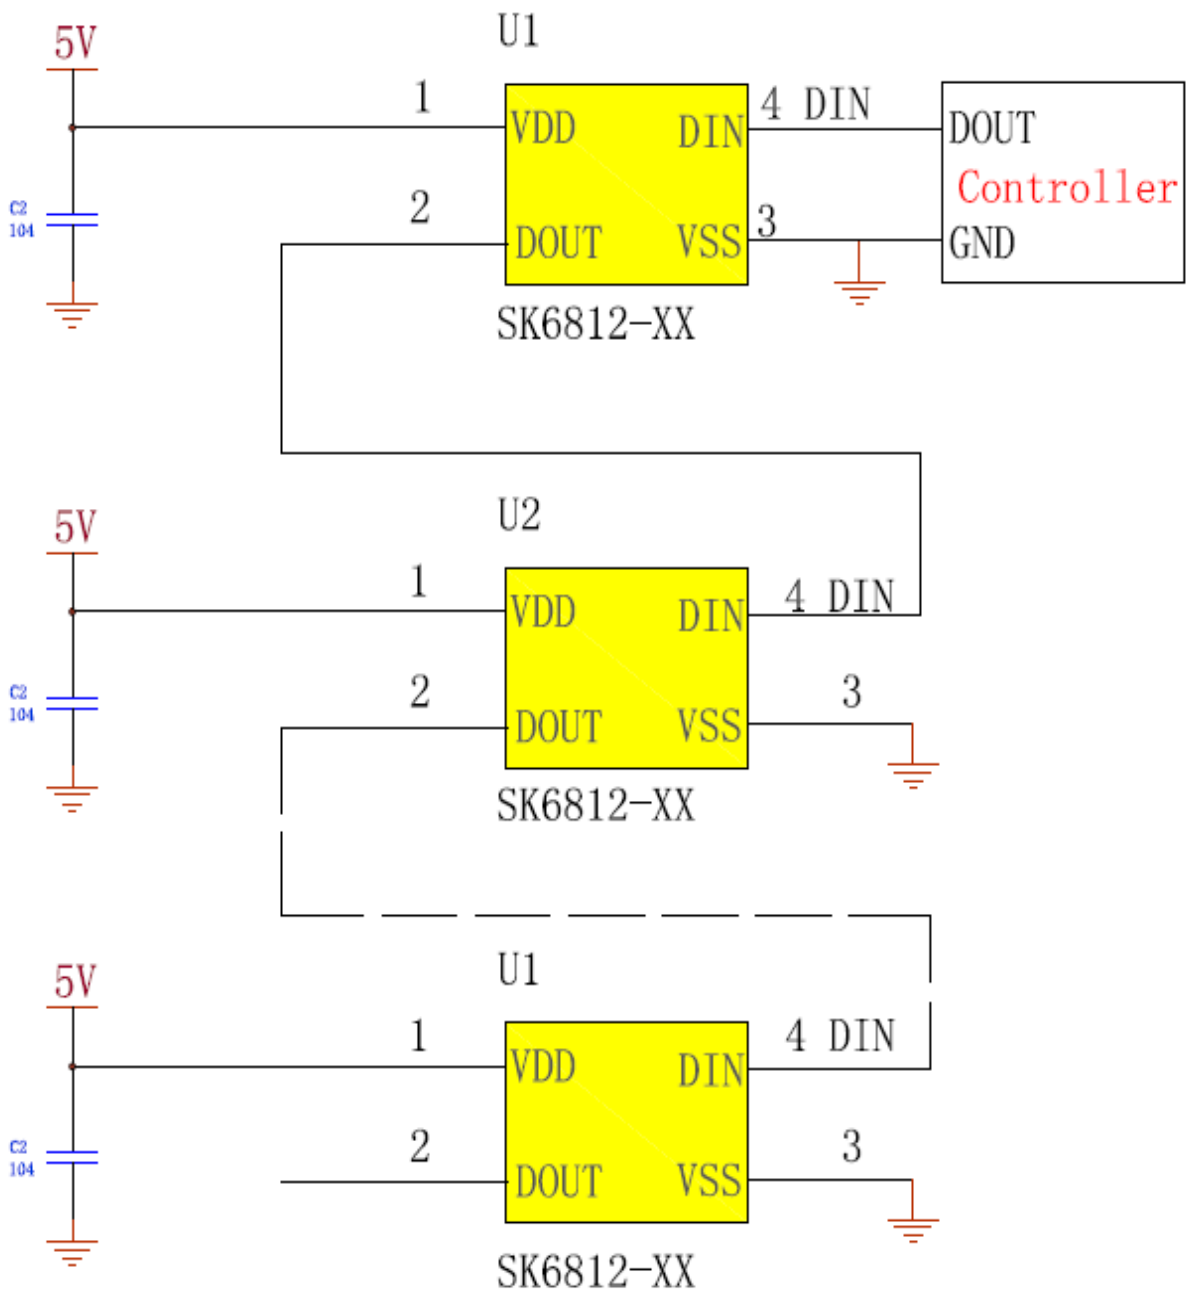 U1
5V
1
4 DIN
VDD
DIN
DOUT
Controller
C2
104
2
3
DOUT
VSS
GND
SK6812-XX
U2
5V
1
4 DIN
VDD
DIN
C2
104
2
3
DOUT
VSS
SK6812-XX
U1
5V
1
4 DIN
VDD
DIN
C2
104
2
3
DOUT
VSS
SK6812-XX